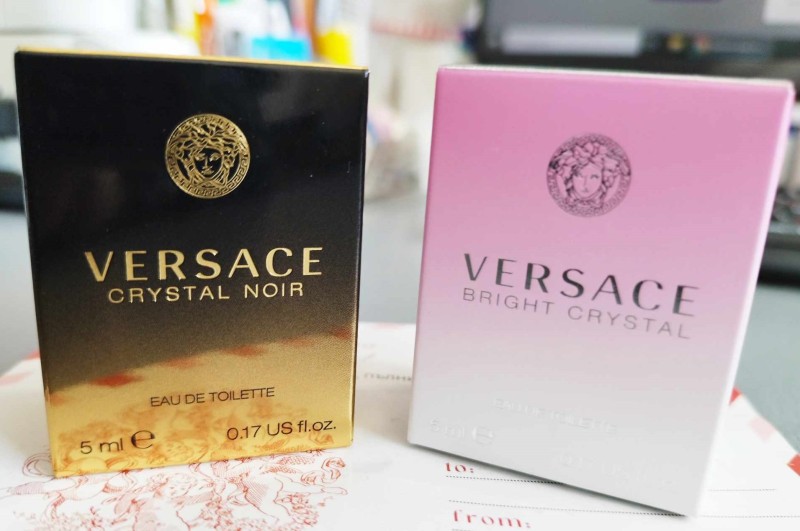 VERSACE
CRYSTAL NOIR
EAU DE TOILETTE
5 ml e
0.17 US fl.oz.
VERSACE
BRIGHT CRYSTAL
to:
from: